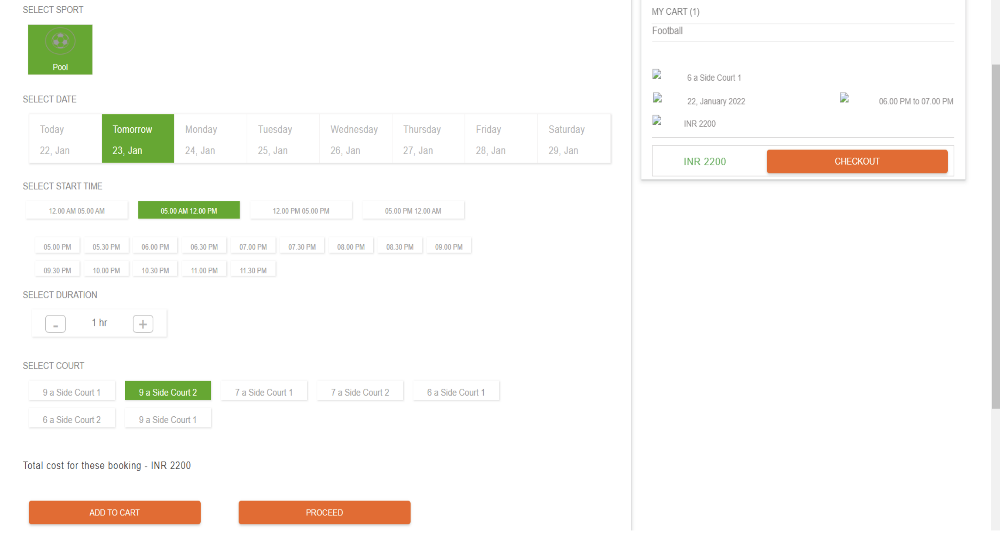 SELECT SPORT
Pool
SELECT DATE
Today Tomorrow Monday Tuesday Wednesday Thursday Friday Saturday
22, Jan 23, Jan 24, Jan 25, Jan 26, Jan 27, Jan 28, Jan 29, Jan
SELECT START TIME
12.00 AM 05.00 AM 05.00 AM 12.00 PM 12.00 PM 05.00 PM 05.00 PM 12.00 AM
05.00 PM 05.30 PM 06.00 PM 06.30 PM 07.00 PM 07.30 PM 08.00 PM 08.30 PM 09.00 PM
09.30 PM 10.00 PM 10.30 PM 11.00 PM 11.30 PM
SELECT DURATION
- 1 hr +
SELECT COURT
9 a Side Court 1 9 a Side Court 2 7 a Side Court 1 7 a Side Court 2 6 a Side Court 1
6 a Side Court 2 9 a Side Court 1
Total cost for these booking - INR 2200
ADD TO CART PROCEED
MY CART (1)
Football
6 a Side Court 1
22, January 2022 06.00 PM to 07.00 PM
INR 2200
INR 2200 CHECKOUT